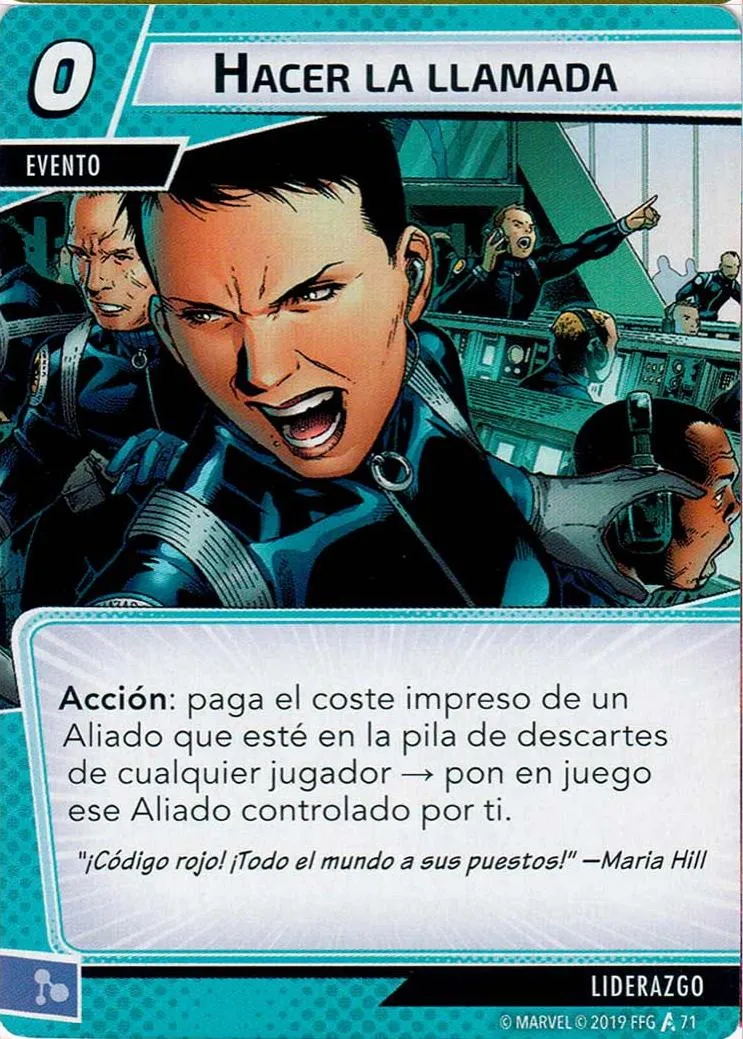 0
HACER LA LLAMADA
EVENTO
Acción: paga el coste impreso de un
Aliado que esté en la pila de descartes
de cualquier jugador → pon en juego
ese Aliado controlado por ti.
"¡Código rojo! ¡Todo el mundo a sus puestos!" —Maria Hill
LIDERAZGO
© MARVEL © 2019 FFG 71